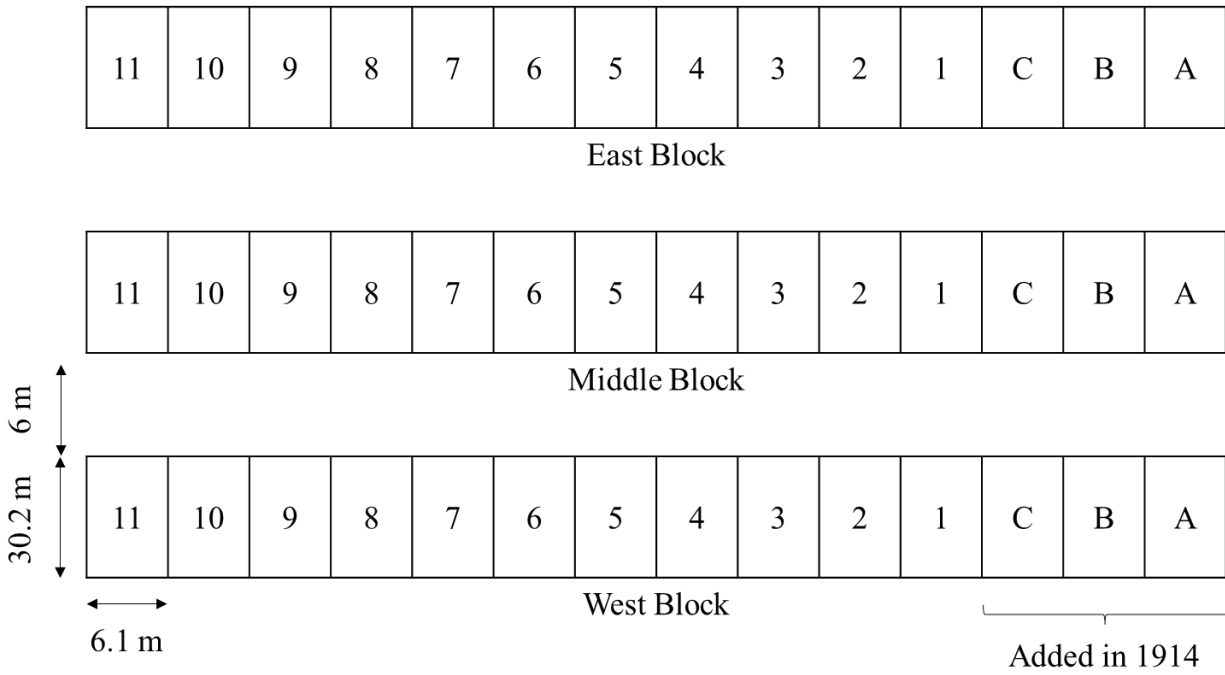 11 10 9 8 7 6 5 4 3 2 1 C B A
East Block
11 10 9 8 7 6 5 4 3 2 1 C B A
Middle Block
6 m
11 10 9 8 7 6 5 4 3 2 1 C B A
30.2 m
West Block
6.1 m
Added in 1914